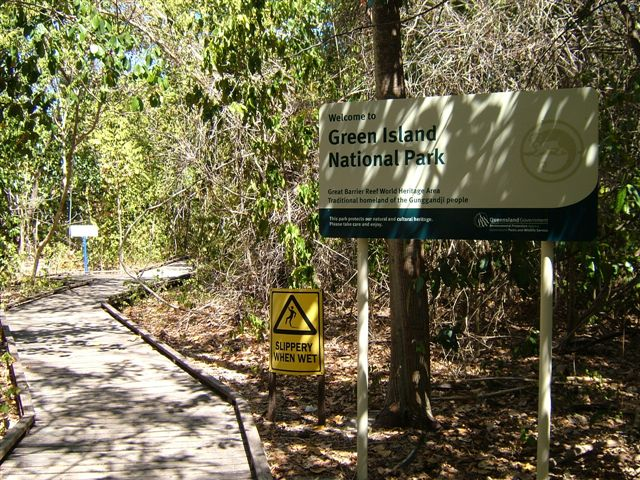 Welcome to
Green Island
National Park
Great Barrier Reef World Heritage Area
Traditional homeland of the Gunggandji people
This park protects our natural and cultural heritage.
Please take care and enjoy.
Queensland Government
Environmental Protection Agency
Queensland Parks and Wildlife Service
SLIPPERY
WHEN WET